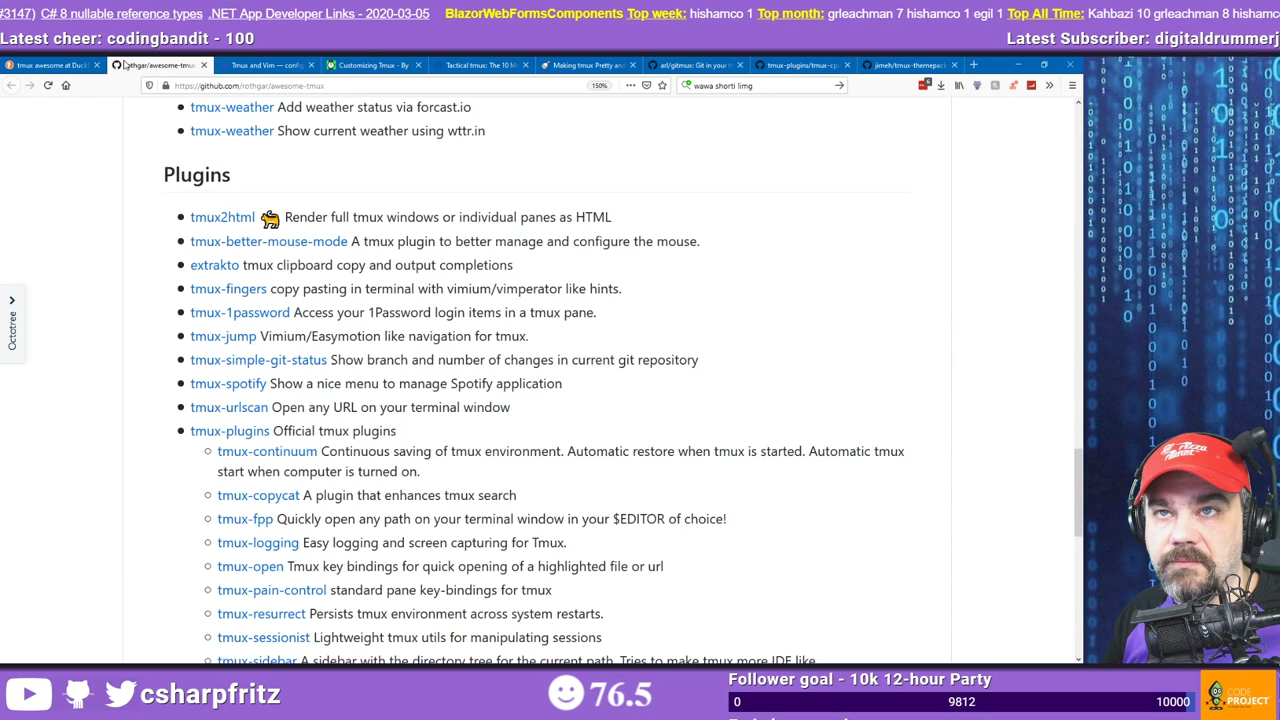 #3147) C# 8 nullable reference types .NET App Developer Links - 2020-03-05 BlazorWebFormsComponents Top week: hishamco 1 Top month: grleachman 7 hishamco 1 egil 1 Top All Time: Kahbazi 10 grleachman 8 hishamc
Latest cheer: codingbandit - 100 Latest Subscriber: digitaldrummerj
tmux awesome at Duck rothgar/awesome-tmux Tmux and Vim — config Customizing Tmux - By Tactical tmux: The 10 M Making tmux Pretty an arl/gitmux: Git in your t tmux-plugins/tmux-cp jimeh/tmux-themepack
https://github.com/rothgar/awesome-tmux 150% wawa shorti !img 6
tmux-weather Add weather status via forcast.io
tmux-weather Show current weather using wttr.in
Plugins
tmux2html Render full tmux windows or individual panes as HTML
tmux-better-mouse-mode A tmux plugin to better manage and configure the mouse.
extrakto tmux clipboard copy and output completions
tmux-fingers copy pasting in terminal with vimium/vimperator like hints.
tmux-1password Access your 1Password login items in a tmux pane.
tmux-jump Vimium/Easymotion like navigation for tmux.
tmux-simple-git-status Show branch and number of changes in current git repository
tmux-spotify Show a nice menu to manage Spotify application
tmux-urlscan Open any URL on your terminal window
tmux-plugins Official tmux plugins
tmux-continuum Continuous saving of tmux environment. Automatic restore when tmux is started. Automatic tmux
start when computer is turned on.
tmux-copycat A plugin that enhances tmux search
tmux-fpp Quickly open any path on your terminal window in your $EDITOR of choice!
tmux-logging Easy logging and screen capturing for Tmux.
tmux-open Tmux key bindings for quick opening of a highlighted file or url
tmux-pain-control standard pane key-bindings for tmux
tmux-resurrect Persists tmux environment across system restarts.
tmux-sessionist Lightweight tmux utils for manipulating sessions
tmux-sidebar A sidebar with the directory tree for the current path. Tries to make tmux more IDE like
Octotree
csharpfritz 76.5
Follower goal - 10k 12-hour Party
0 9812 10000
CODE
PROJECT